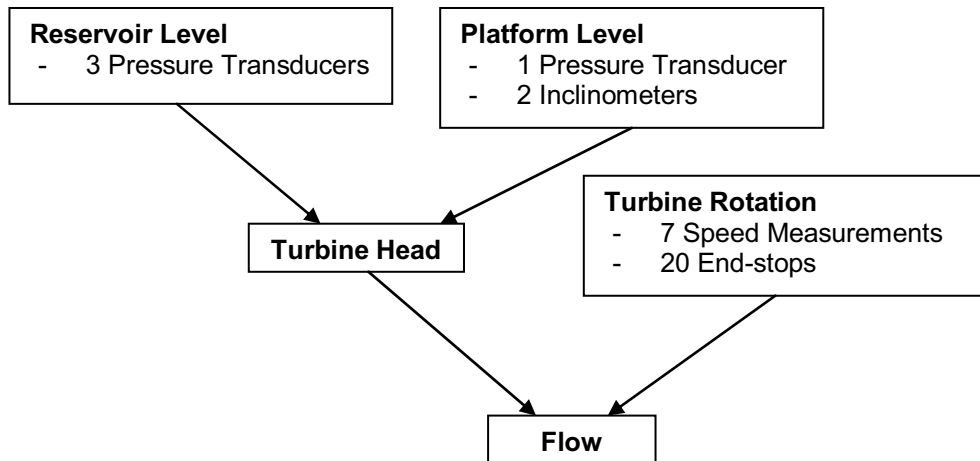 Reservoir Level
- 3 Pressure Transducers
Platform Level
- 1 Pressure Transducer
- 2 Inclinometers
Turbine Rotation
- 7 Speed Measurements
- 20 End-stops
Turbine Head
Flow